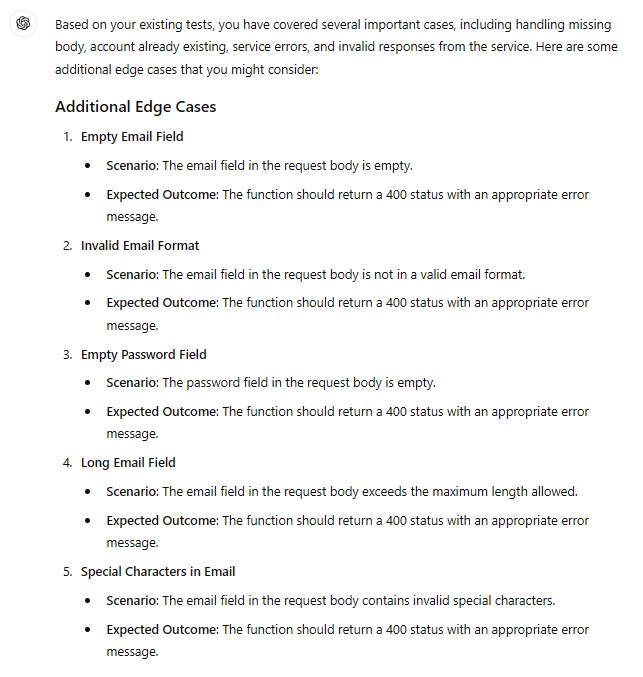 Based on your existing tests, you have covered several important cases, including handling missing
body, account already existing, service errors, and invalid responses from the service. Here are some
additional edge cases that you might consider:
Additional Edge Cases
1. Empty Email Field
• Scenario: The email field in the request body is empty.
• Expected Outcome: The function should return a 400 status with an appropriate error
message.
2. Invalid Email Format
• Scenario: The email field in the request body is not in a valid email format.
• Expected Outcome: The function should return a 400 status with an appropriate error
message.
3. Empty Password Field
• Scenario: The password field in the request body is empty.
• Expected Outcome: The function should return a 400 status with an appropriate error
message.
4. Long Email Field
• Scenario: The email field in the request body exceeds the maximum length allowed.
• Expected Outcome: The function should return a 400 status with an appropriate error
message.
5. Special Characters in Email
• Scenario: The email field in the request body contains invalid special characters.
• Expected Outcome: The function should return a 400 status with an appropriate error
message.